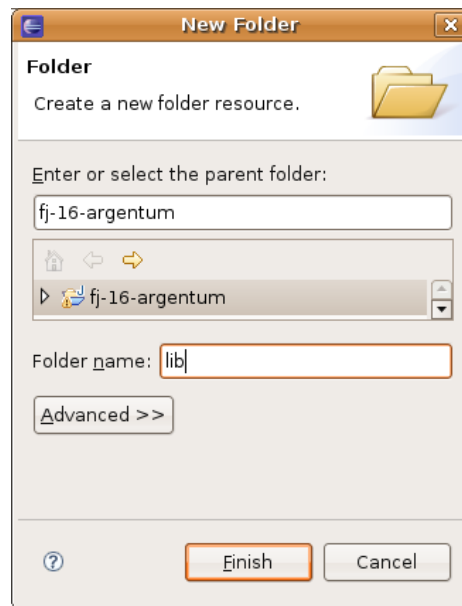 New Folder
Folder
Create a new folder resource.
Enter or select the parent folder:
fj-16-argentum
fj-16-argentum
Folder name: lib
Advanced >>
? Finish Cancel